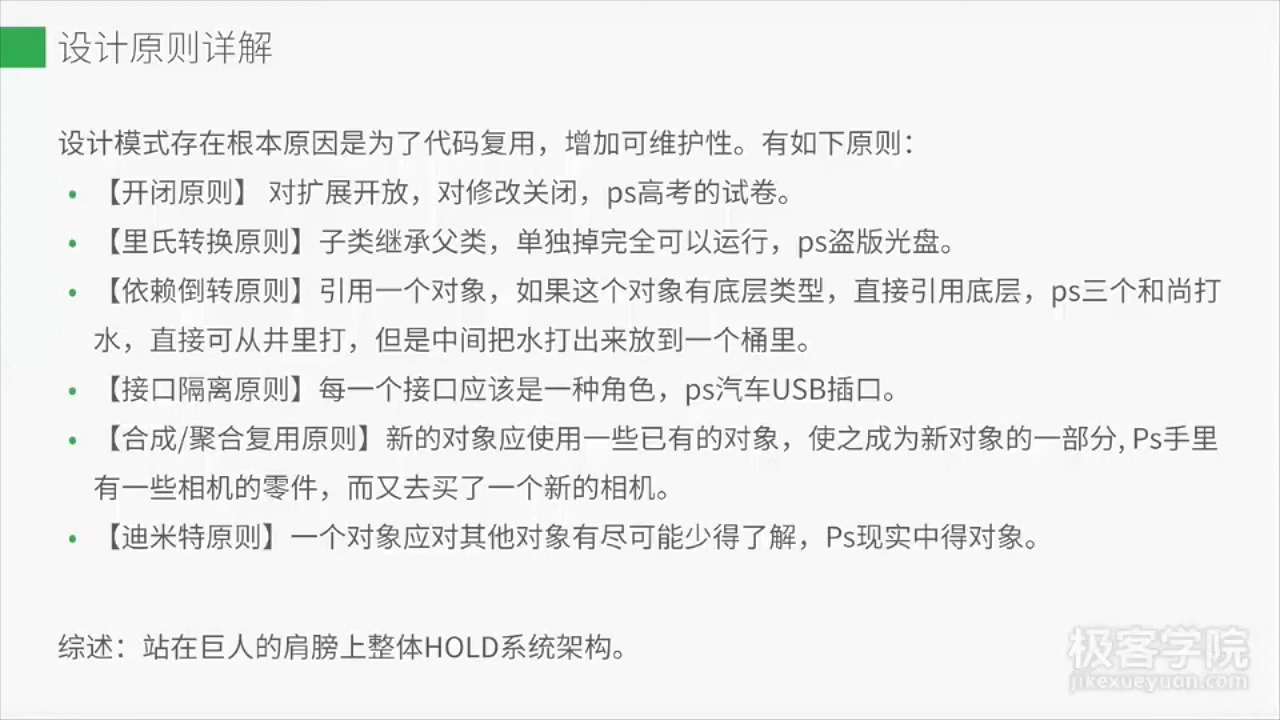 设计原则详解
设计模式存在根本原因是为了代码复用，增加可维护性。有如下原则：
• 【开闭原则】 对扩展开放，对修改关闭，ps高考的试卷。
• 【里氏转换原则】子类继承父类，单独掉完全可以运行，ps盗版光盘。
• 【依赖倒转原则】引用一个对象，如果这个对象有底层类型，直接引用底层，ps三个和尚打
水，直接可从井里打，但是中间把水打出来放到一个桶里。
• 【接口隔离原则】每一个接口应该是一种角色，ps汽车USB插口。
• 【合成/聚合复用原则】新的对象应使用一些已有的对象，使之成为新对象的一部分, Ps手里
有一些相机的零件，而又去买了一个新的相机。
• 【迪米特原则】一个对象应对其他对象有尽可能少得了解，Ps现实中得对象。
综述：站在巨人的肩膀上整体HOLD系统架构。
极客学院
jikexueyuan.com